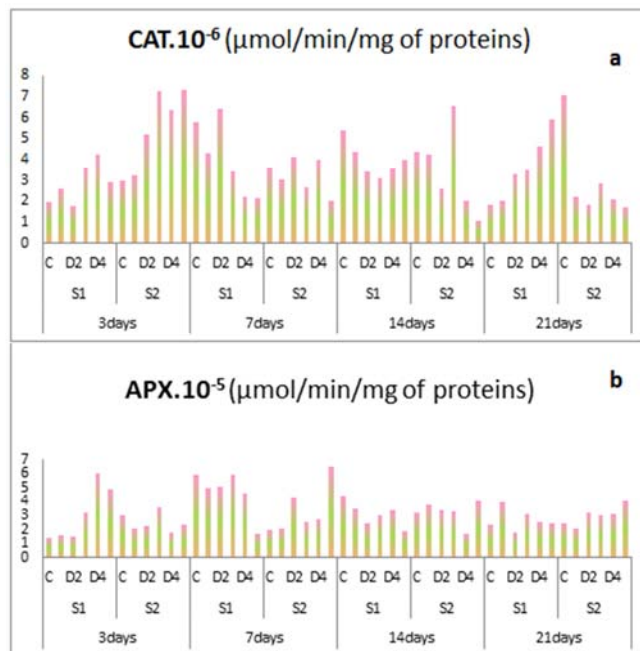 CAT.10-6 (µmol/min/mg of proteins)
a
8
7
6
5
4
3
2
1
0
C D2 D4 C D2 D4 C D2 D4 C D2 D4 C D2 D4 C D2 D4 C D2 D4 C D2 D4
S1 S2 S1 S2 S1 S2 S1 S2
3days 7days 14days 21days
b
APX.10-5 (µmol/min/mg of proteins)
7
6
5
4
3
2
1
0
C D2 D4 C D2 D4 C D2 D4 C D2 D4 C D2 D4 C D2 D4 C D2 D4 C D2 D4
S1 S2 S1 S2 S1 S2 S1 S2
3days 7days 14days 21days